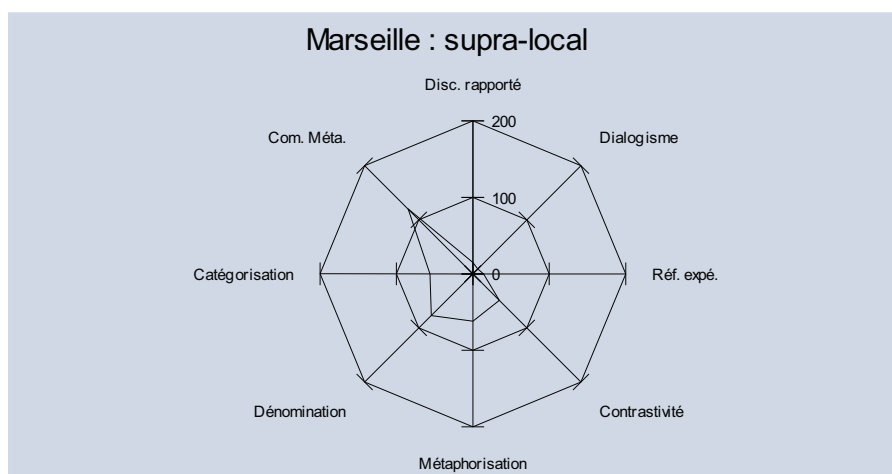 Marseille : supra-local
Disc. rapporté
200
Com. Méta.
Dialogisme
100
Catégorisation
0
Réf. expé.
Dénomination
Contrastivité
Métaphorisation